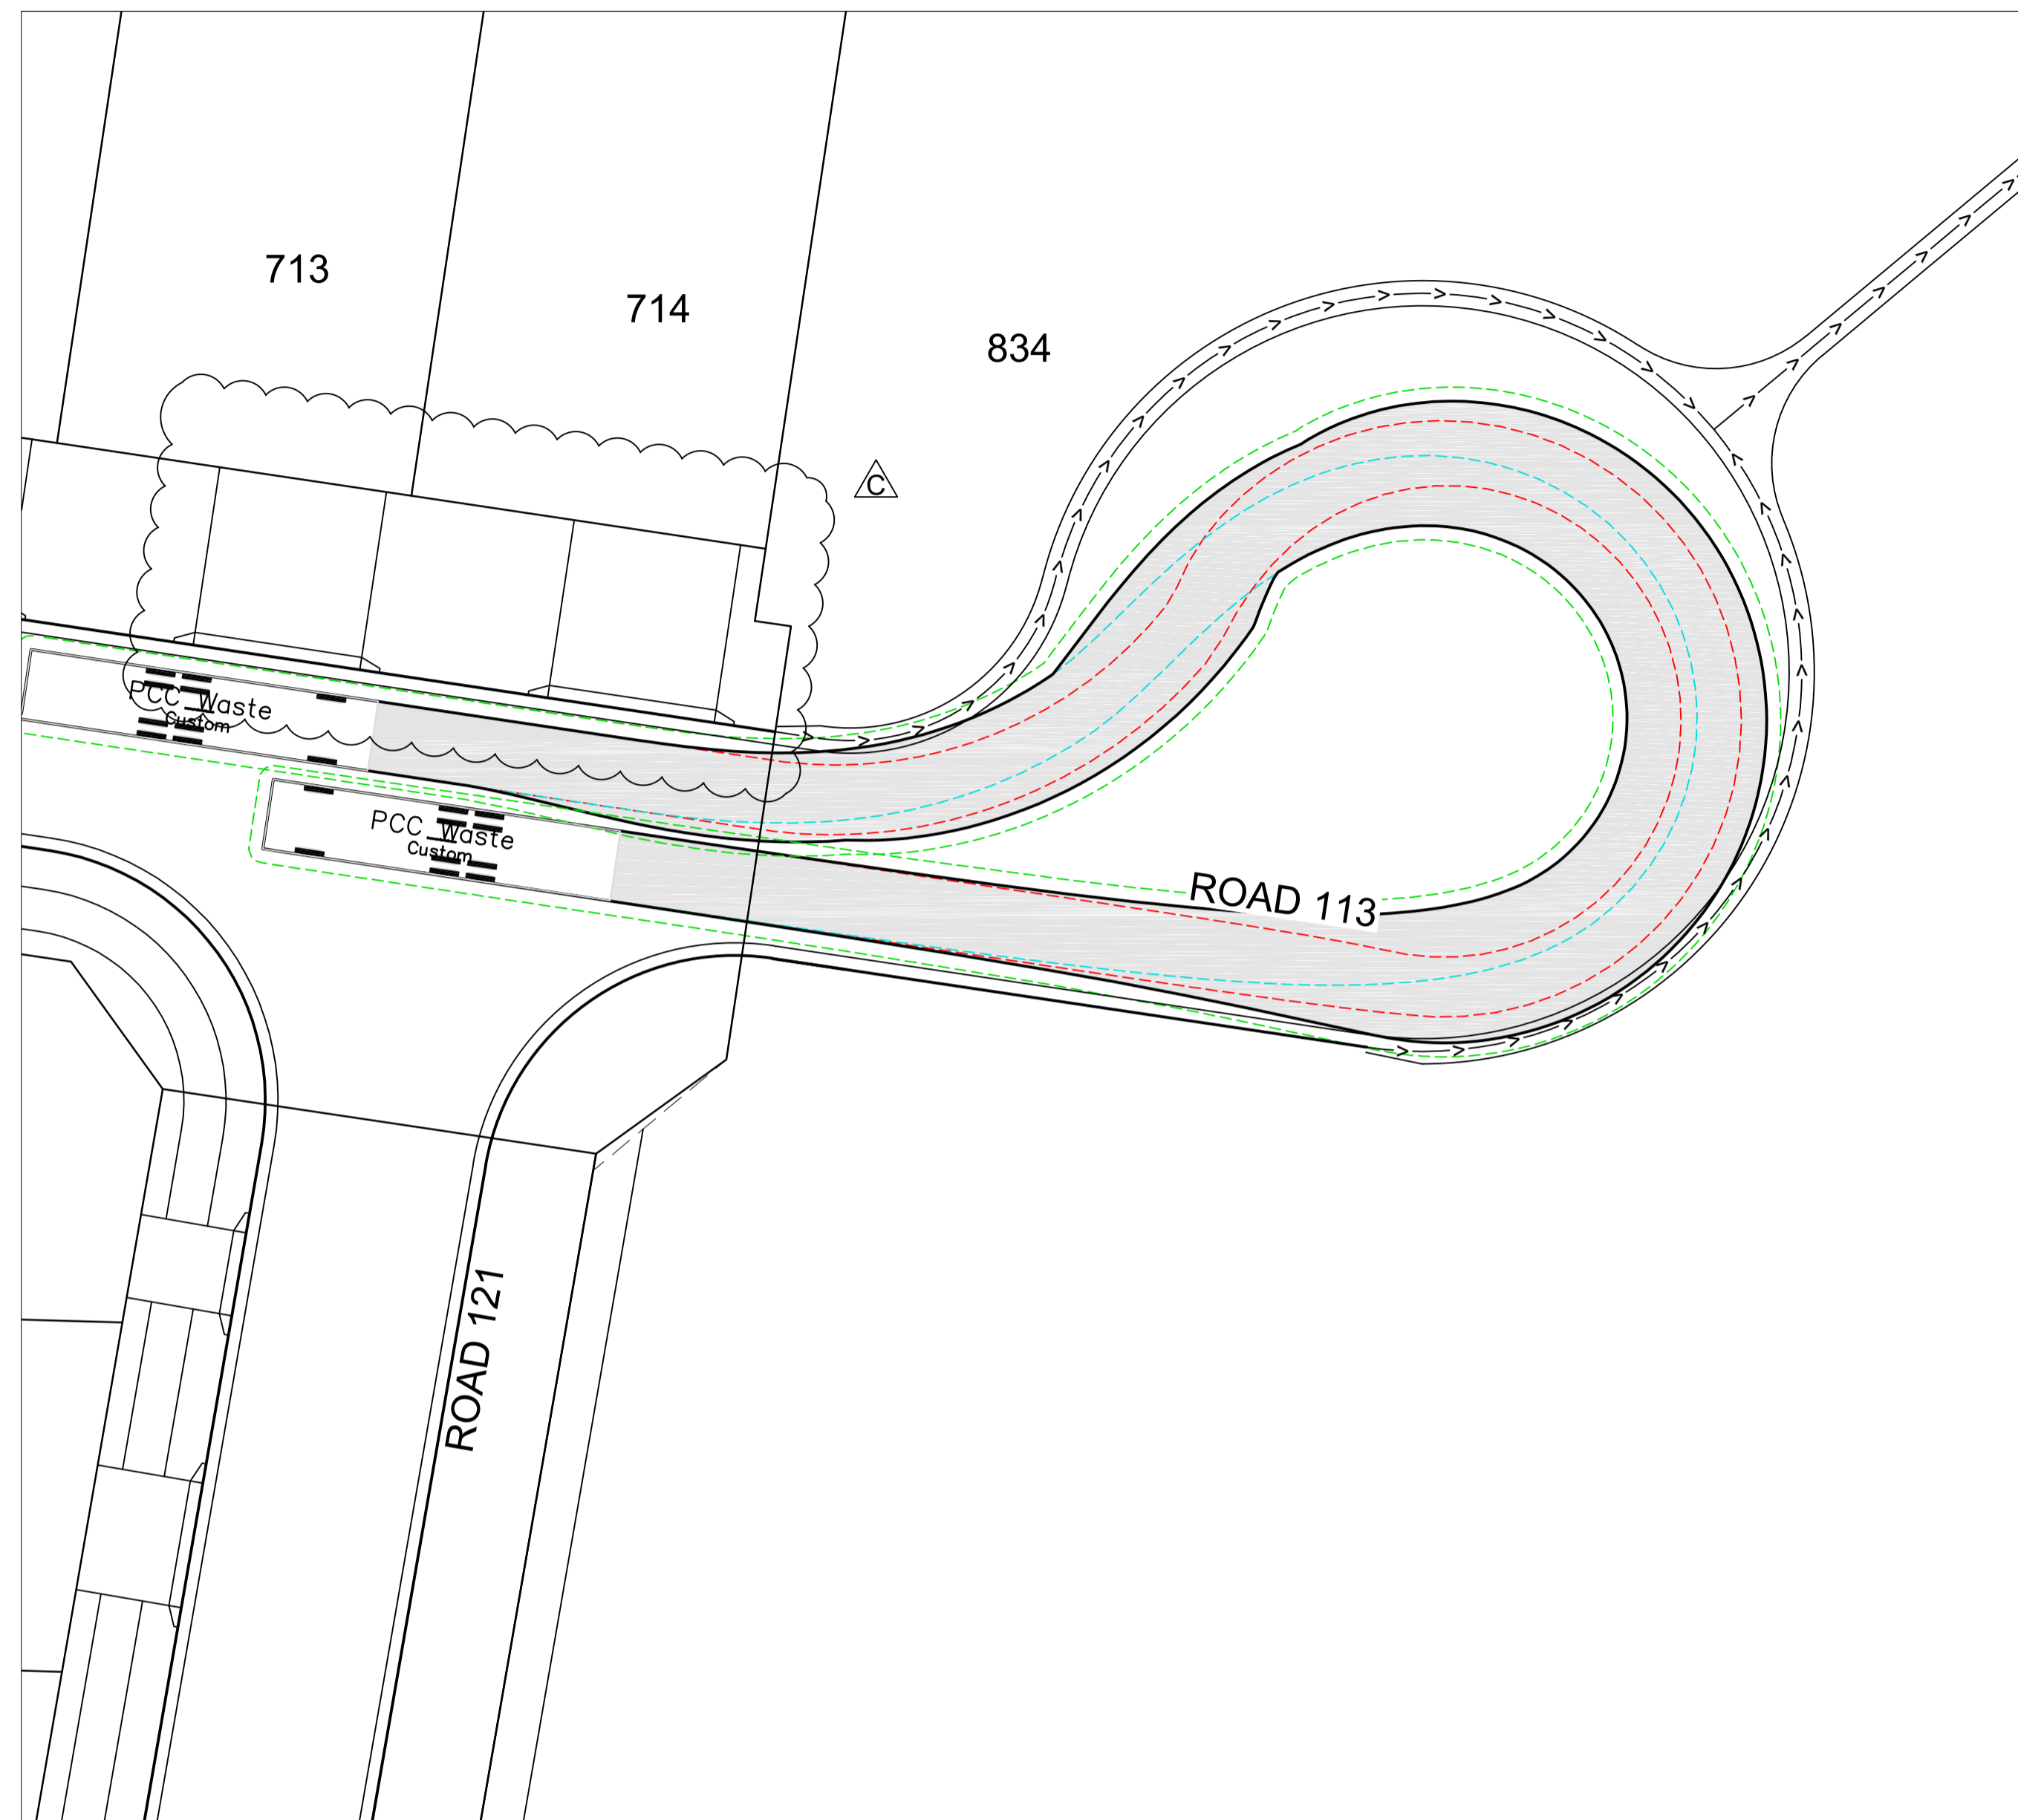 713
714
834
C
PCC_Waste
Custom
PCC_Waste
Custom
ROAD 113
ROAD 121